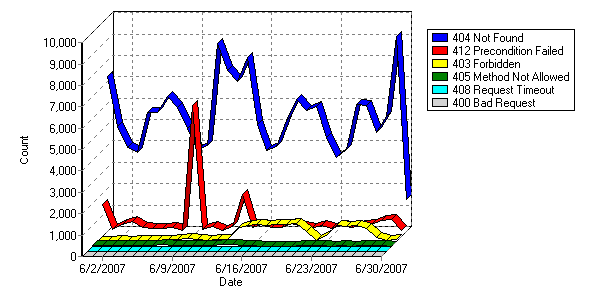 10,000
9,000
8,000
7,000
6,000
5,000
4,000
3,000
2,000
1,000
0
Count
6/2/2007 6/9/2007 6/16/2007 6/23/2007 6/30/2007
Date
404 Not Found
412 Precondition Failed
403 Forbidden
405 Method Not Allowed
408 Request Timeout
400 Bad Request